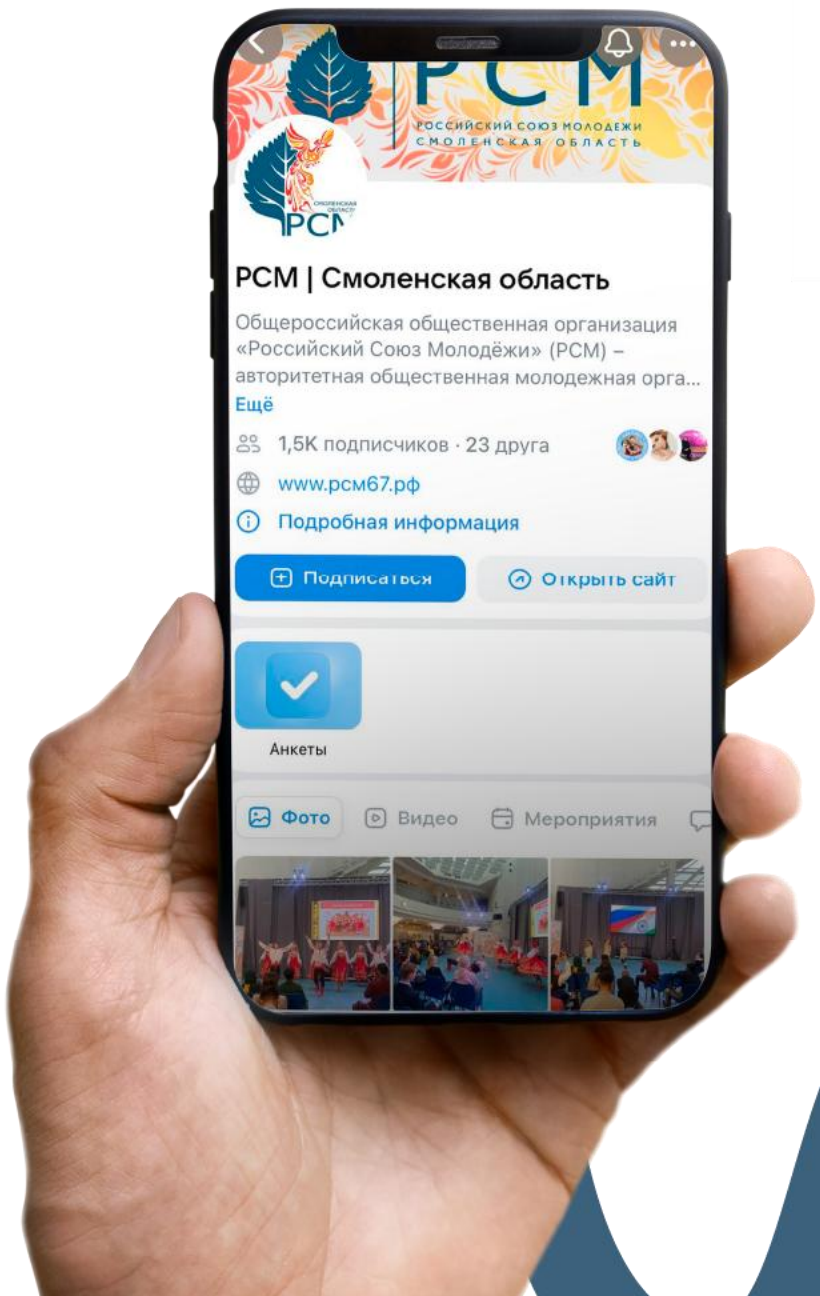 РСМ
РОССИЙСКИЙ СОЮЗ МОЛОДЕЖИ
СМОЛЕНСКАЯ ОБЛАСТЬ
СМОЛЕНСКАЯ
ОБЛАСТЬ
РСМ
РСМ | Смоленская область
Общероссийская общественная организация
«Российский Союз Молодёжи» (РСМ) –
авторитетная общественная молодежная орга...
Ещё
1,5K подписчиков · 23 друга
www.рсм67.рф
Подробная информация
Подписаться
Открыть сайт
Анкеты
Фото
Видео
Мероприятия